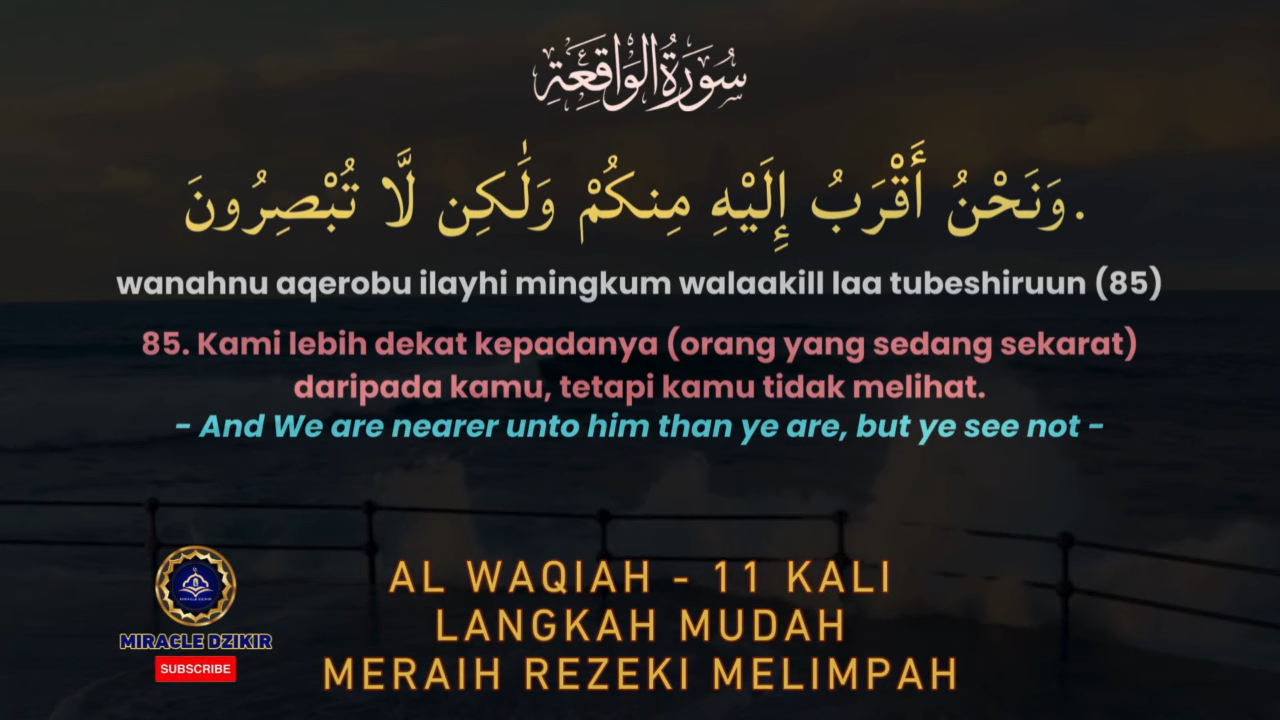 سُورَةُ الوَاقِعَةِ
وَنَحْنُ أَقْرَبُ إِلَيْهِ مِنكُمْ وَلَٰكِن لَّا تُبْصِرُونَ.
wanahnu aqerobu ilayhi mingkum walaakill laa tubeshiruun (85)
85. Kami lebih dekat kepadanya (orang yang sedang sekarat)
daripada kamu, tetapi kamu tidak melihat.
- And We are nearer unto him than ye are, but ye see not -
AL WAQIAH - 11 KALI
LANGKAH MUDAH
MERAIH REZEKI MELIMPAH
MIRACLE DZIKIR
MIRACLE DZIKIR
SUBSCRIBE